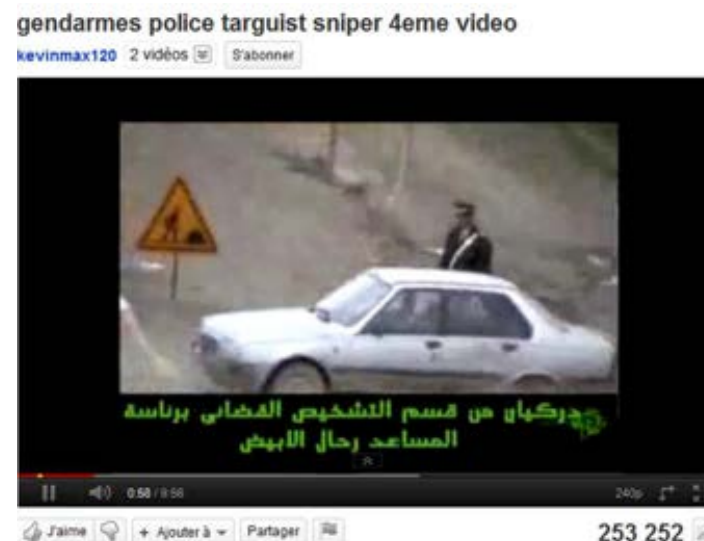 gendarmes police targuist sniper 4eme video
kevinmax120 2 vidéos S'abonner
دركيان من قسم التشخيص القضائي برئاسة
المساعد رحال الابيض
0:58 / 8:56 240p
J'aime + Ajouter à Partager 253 252